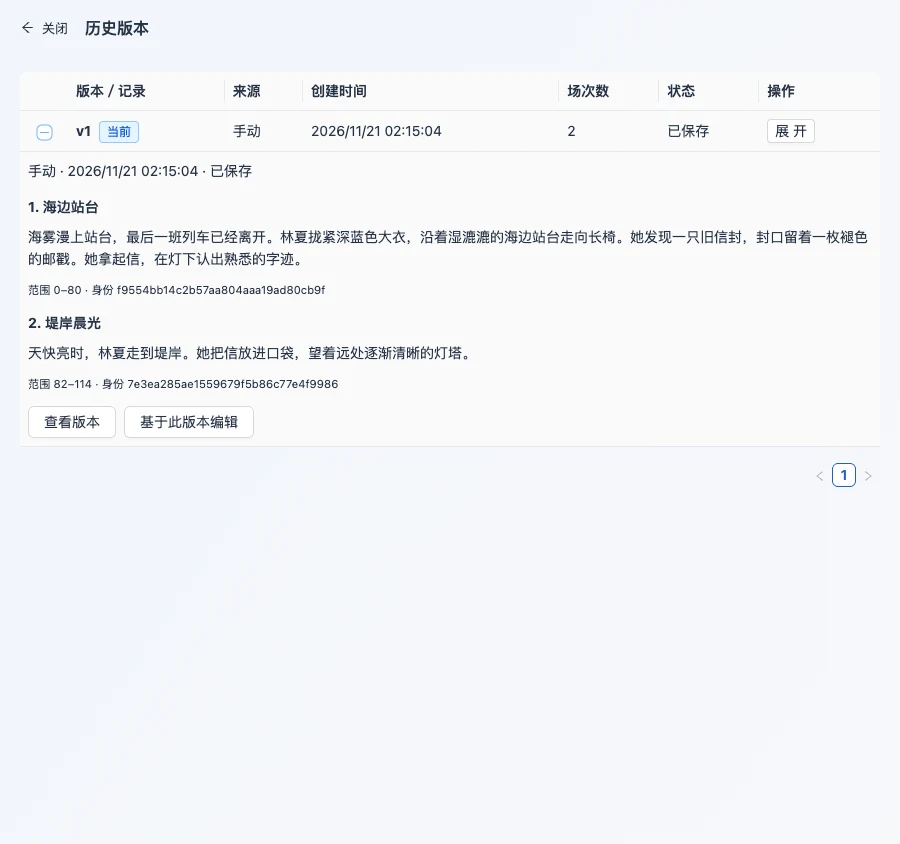 ← 关闭 历史版本
版本 / 记录 来源 创建时间 场次数 状态 操作
v1 当前 手动 2026/11/21 02:15:04 2 已保存 展 开
手动 · 2026/11/21 02:15:04 · 已保存
1. 海边站台
海雾漫上站台，最后一班列车已经离开。林夏拢紧深蓝色大衣，沿着湿漉漉的海边站台走向长椅。她发现一只旧信封，封口留着一枚褪色
的邮戳。她拿起信，在灯下认出熟悉的字迹。
范围 0–80 · 身份 f9554bb14c2b57aa804aaa19ad80cb9f
2. 堤岸晨光
天快亮时，林夏走到堤岸。她把信放进口袋，望着远处逐渐清晰的灯塔。
范围 82–114 · 身份 7e3ea285ae1559679f5b86c77e4f9986
查看版本 基于此版本编辑
< 1 >